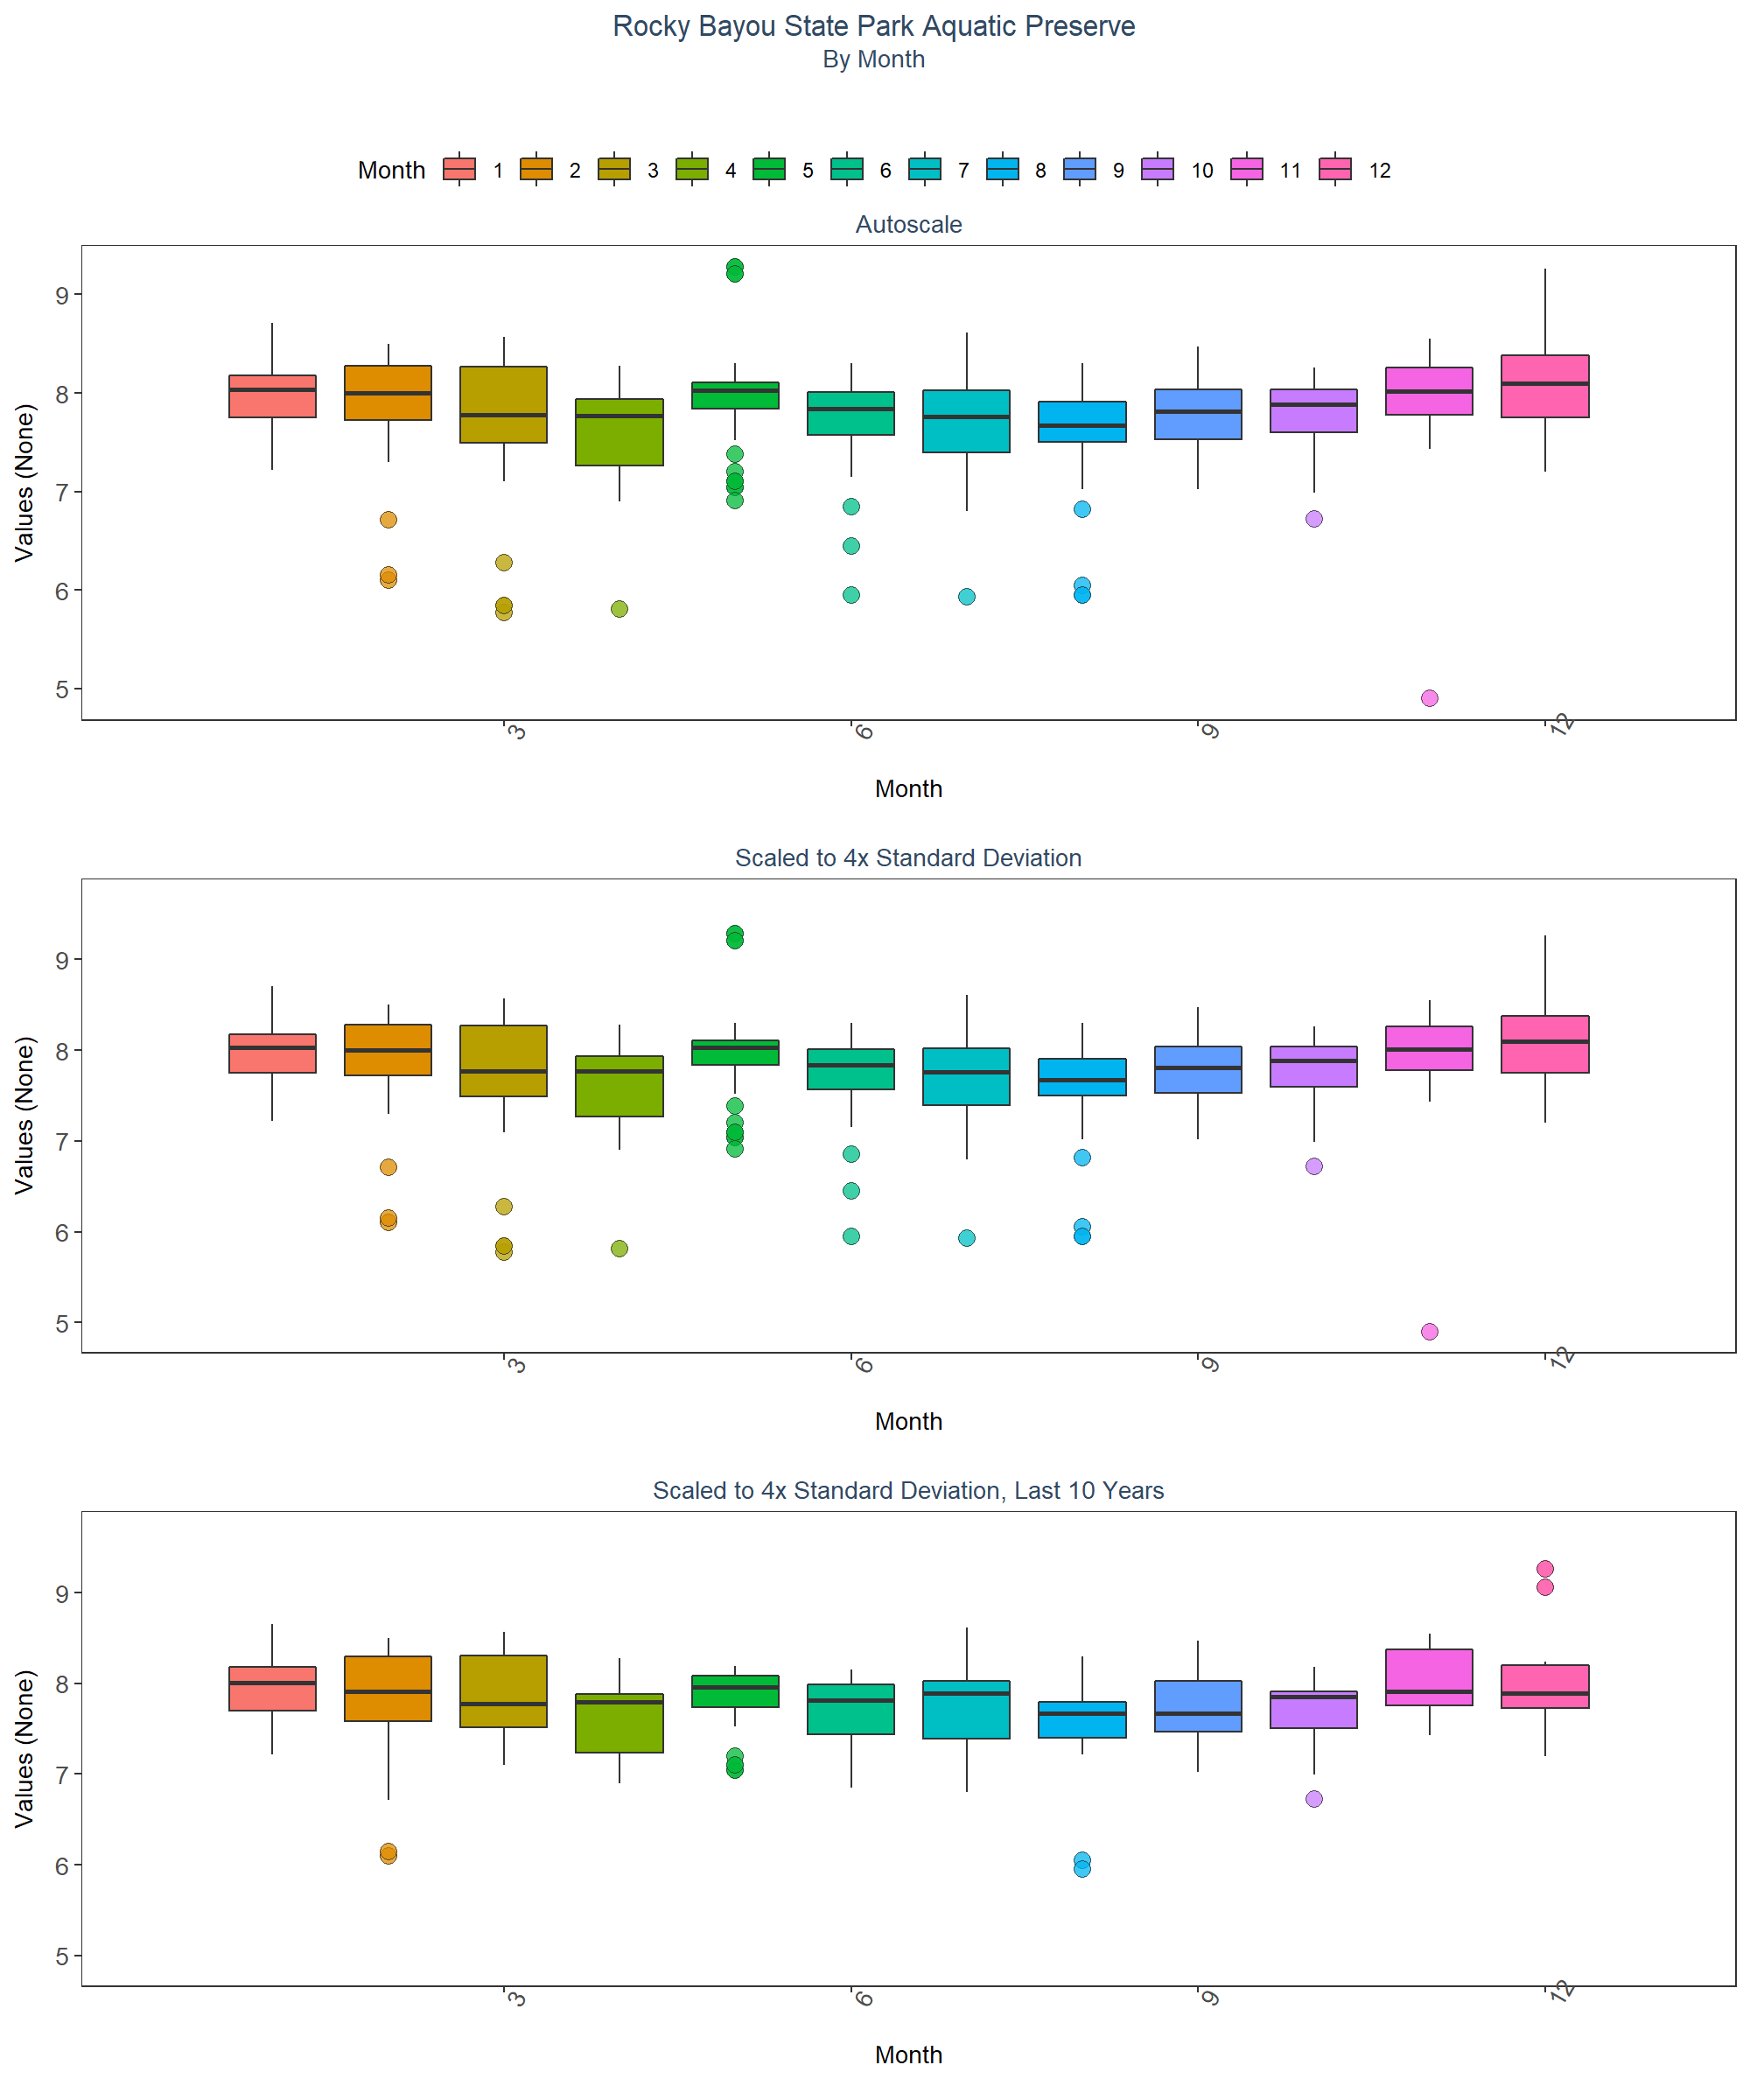 Rocky Bayou State Park Aquatic Preserve
By Month
Month 1 2 3 4 5 6 7 8 9 10 11 12
Autoscale
Values (None)
9
8
7
6
5
3 6 9 12
Month
Scaled to 4x Standard Deviation
Values (None)
9
8
7
6
5
3 6 9 12
Month
Scaled to 4x Standard Deviation, Last 10 Years
Values (None)
9
8
7
6
5
3 6 9 12
Month